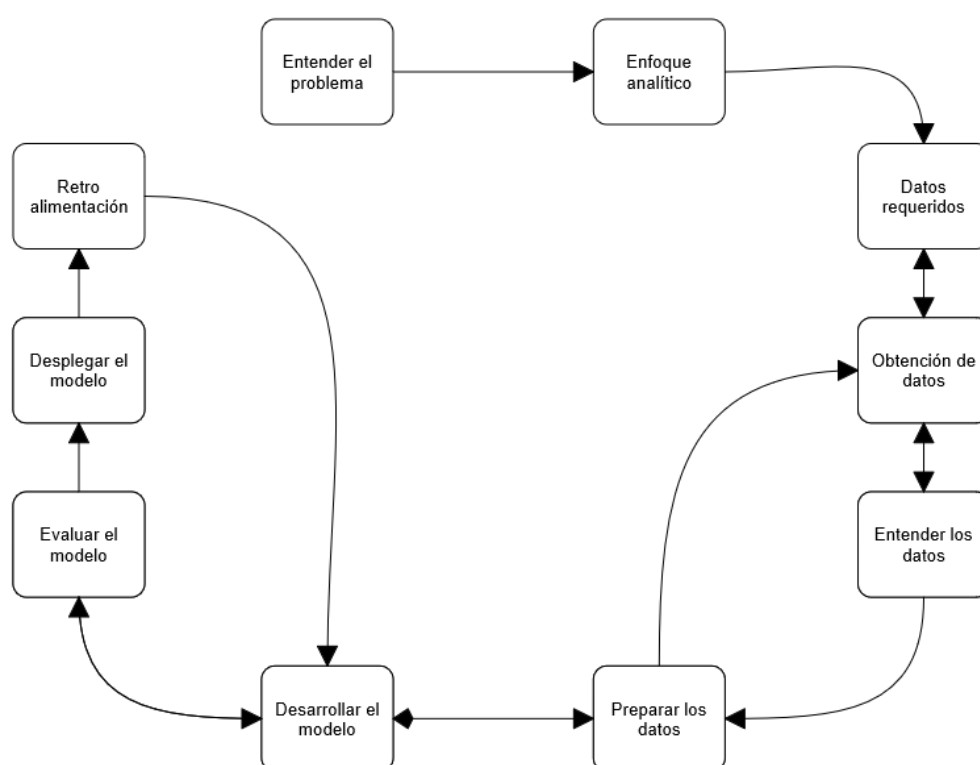 Entender el
problema
Enfoque
analítico
Retro
alimentación
Datos
requeridos
Desplegar el
modelo
Obtención de
datos
Evaluar el
modelo
Entender los
datos
Desarrollar el
modelo
Preparar los
datos